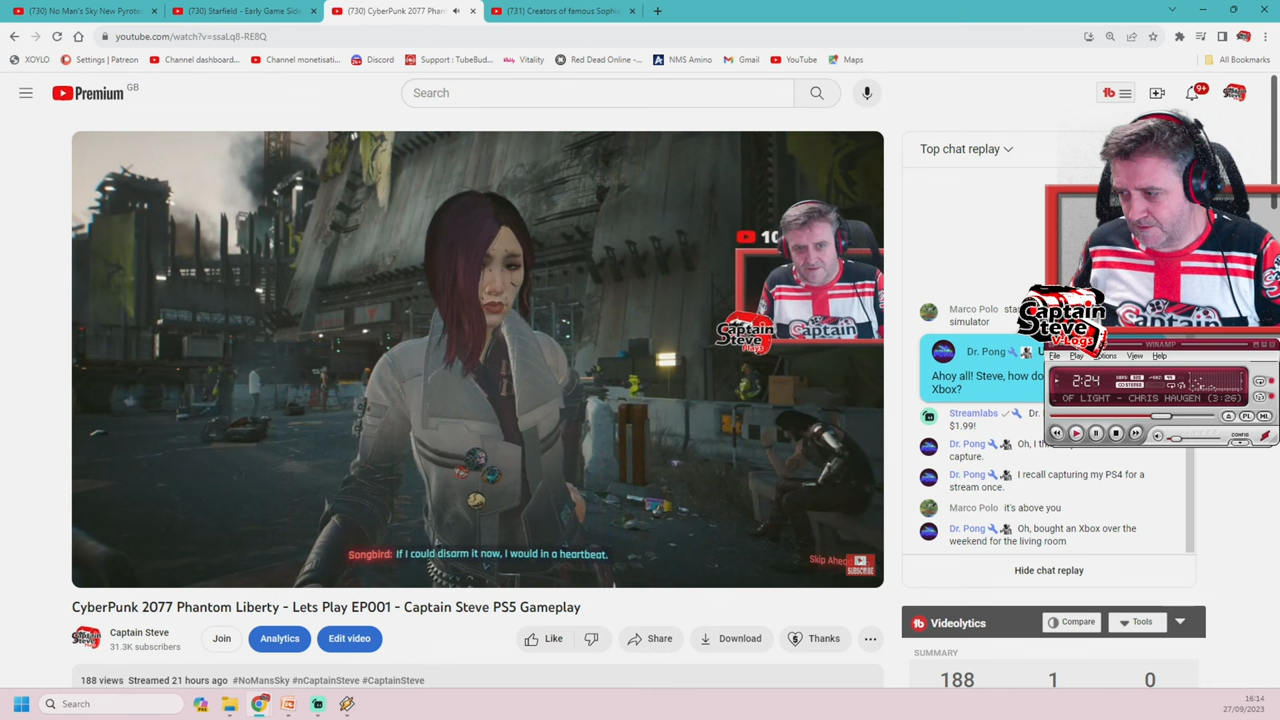 (730) No Man's Sky New Pyrote
(730) Starfield - Early Game Side
(730) CyberPunk 2077 Phan
(731) Creators of famous Sophi
youtube.com/watch?v=ssaLq8-RE8Q
XOYLO
Settings | Patreon
Channel dashboard...
Channel monetisati...
Discord
Support : TubeBud...
Vitality
Red Dead Online -...
NMS Amino
Gmail
YouTube
Maps
All Bookmarks
Premium GB
Search
9+
Top chat replay
10
Captain Steve Plays
Songbird: If I could disarm it now, I would in a heartbeat.
Skip Ahead
SUBSCRIBE
Marco Polo
simulator
Dr. Pong
Ahoy all! Steve, how do
Xbox?
Streamlabs
$1.99!
Dr. Pong Oh, I th
capture.
Dr. Pong I recall capturing my PS4 for a
stream once.
Marco Polo it's above you
Dr. Pong Oh, bought an Xbox over the
weekend for the living room
Hide chat replay
Captain
Steve
V-Logs
WINAMP
File Play Options View Help
2:24
OF LIGHT - CHRIS HAUGEN (3:26)
PL ML
CONFIG
CyberPunk 2077 Phantom Liberty - Lets Play EP001 - Captain Steve PS5 Gameplay
Captain Steve
31.3K subscribers
Join
Analytics
Edit video
Like
Share
Download
Thanks
Videolytics
Compare
Tools
SUMMARY
188 1 0
188 views Streamed 21 hours ago #NoMansSky #nCaptainSteve #CaptainSteve
Search
16:14
27/09/2023